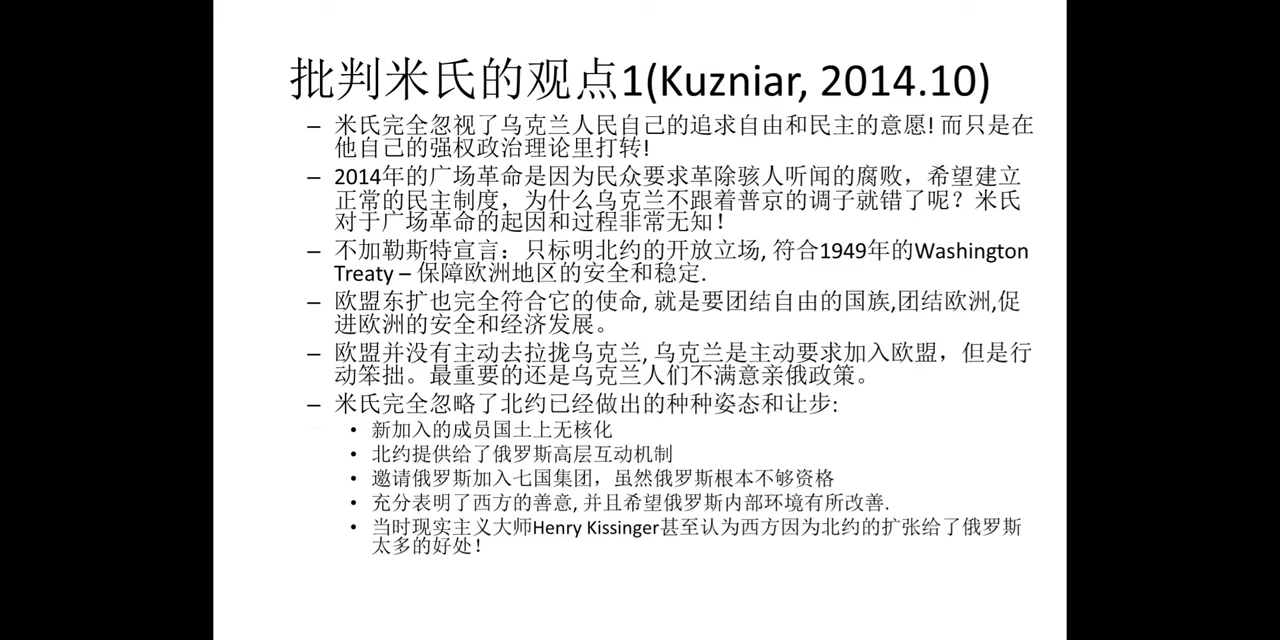 批判米氏的观点1(Kuzniar, 2014.10)
– 米氏完全忽视了乌克兰人民自己的追求自由和民主的意愿! 而只是在
他自己的强权政治理论里打转!
– 2014年的广场革命是因为民众要求革除骇人听闻的腐败，希望建立
正常的民主制度，为什么乌克兰不跟着普京的调子就错了呢？米氏
对于广场革命的起因和过程非常无知！
– 不加勒斯特宣言：只标明北约的开放立场, 符合1949年的Washington
Treaty – 保障欧洲地区的安全和稳定.
– 欧盟东扩也完全符合它的使命, 就是要团结自由的国族,团结欧洲,促
进欧洲的安全和经济发展。
– 欧盟并没有主动去拉拢乌克兰, 乌克兰是主动要求加入欧盟，但是行
动笨拙。最重要的还是乌克兰人们不满意亲俄政策。
– 米氏完全忽略了北约已经做出的种种姿态和让步:
• 新加入的成员国土上无核化
• 北约提供给了俄罗斯高层互动机制
• 邀请俄罗斯加入七国集团，虽然俄罗斯根本不够资格
• 充分表明了西方的善意, 并且希望俄罗斯内部环境有所改善.
• 当时现实主义大师Henry Kissinger甚至认为西方因为北约的扩张给了俄罗斯
太多的好处！